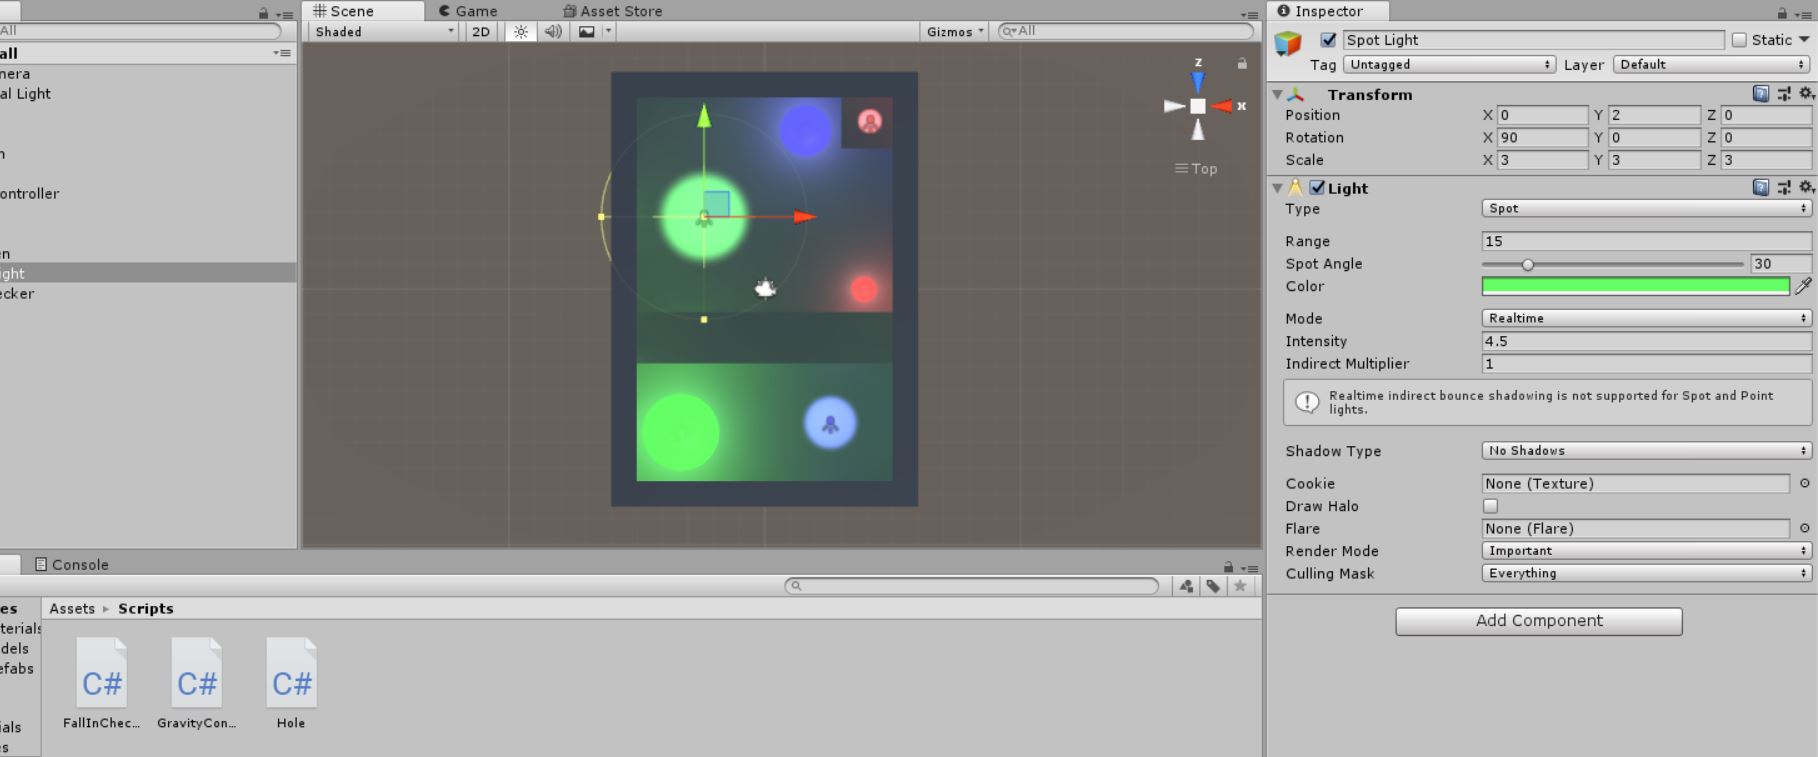 Scene
Game
Asset Store
Inspector
All
Shaded
2D
Gizmos
All
Spot Light
Static
Tag
Untagged
Layer
Default
all
nera
al Light
n
ontroller
en
ight
ecker
z
x
Top
Transform
Position X 0 Y 2 Z 0
Rotation X 90 Y 0 Z 0
Scale X 3 Y 3 Z 3
Light
Type Spot
Range 15
Spot Angle 30
Color
Mode Realtime
Intensity 4.5
Indirect Multiplier 1
Realtime indirect bounce shadowing is not supported for Spot and Point
lights.
Shadow Type No Shadows
Cookie None (Texture)
Draw Halo
Flare None (Flare)
Render Mode Important
Culling Mask Everything
Add Component
Console
es
terials
dels
efabs
ials
s
Assets ▸ Scripts
C#
C#
C#
FallInChec...
GravityCon...
Hole